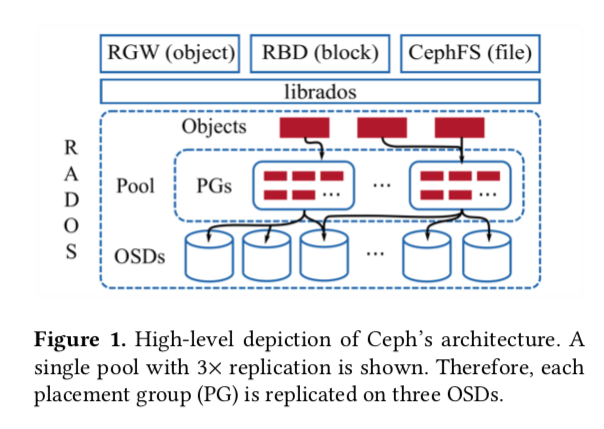 RGW (object) RBD (block) CephFS (file)
librados
Objects
R
A
D
O
S
Pool PGs ... ... ...
...
OSDs ...
Figure 1. High-level depiction of Ceph's architecture. A
single pool with 3× replication is shown. Therefore, each
placement group (PG) is replicated on three OSDs.